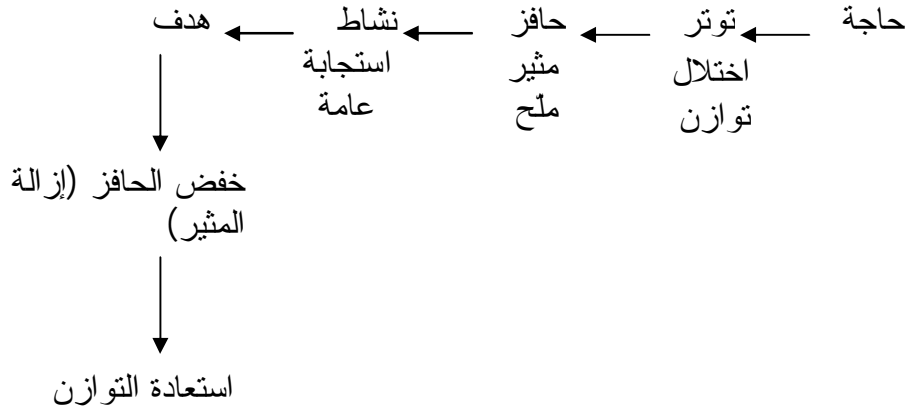 حاجة توتر حافز نشاط هدف
اختلال مثير استجابة
توازن ملّح عامة
خفض الحافز (إزالة
المثير)
استعادة التوازن